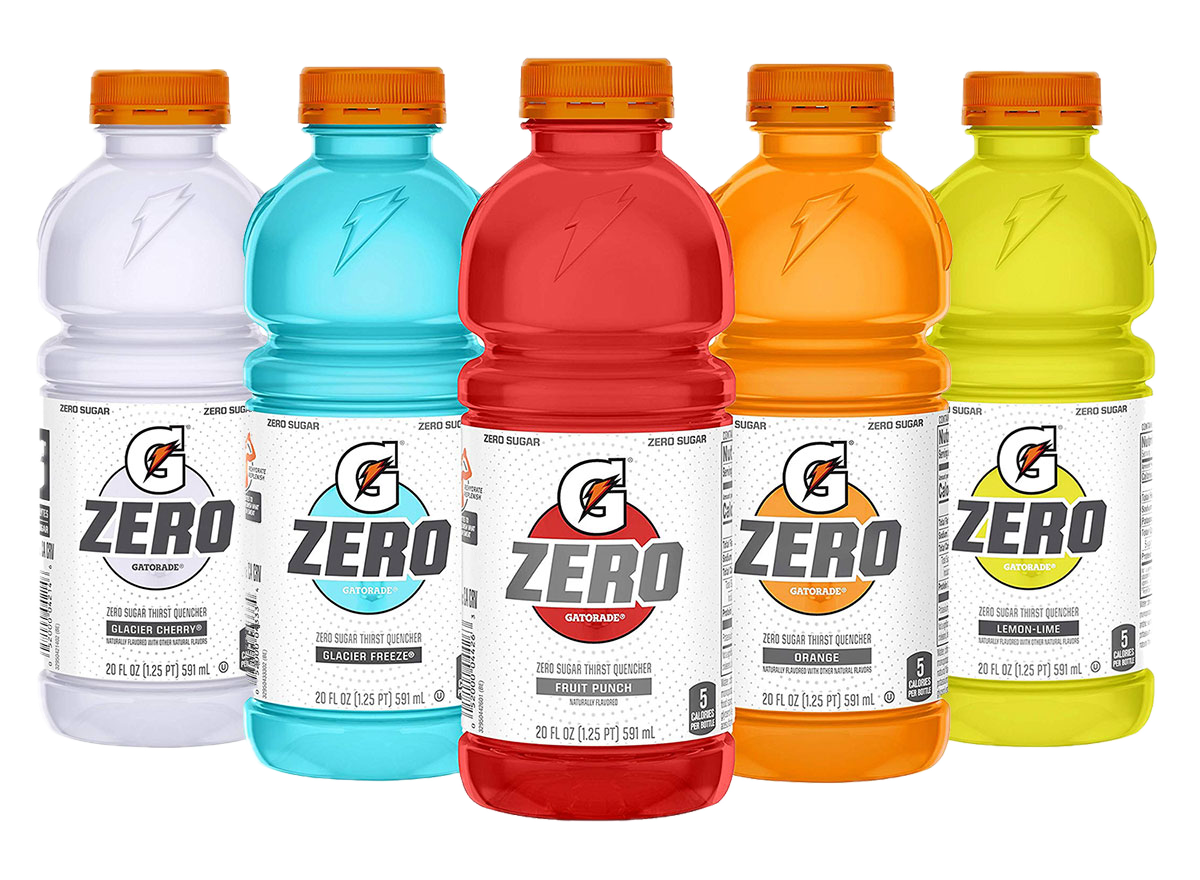 ZERO SUGAR
G
ZERO
GATORADE®
ZERO SUGAR THIRST QUENCHER
GLACIER CHERRY®
NATURALLY FLAVORED WITH OTHER NATURAL FLAVORS
20 FL OZ (1.25 PT) 591 mL
ZERO SUGAR
G
ZERO
GATORADE®
ZERO SUGAR THIRST QUENCHER
GLACIER FREEZE®
20 FL OZ (1.25 PT) 591 mL
ZERO SUGAR ZERO SUGAR
G
ZERO
GATORADE®
ZERO SUGAR THIRST QUENCHER
FRUIT PUNCH
NATURALLY FLAVORED
20 FL OZ (1.25 PT) 591 mL
5
CALORIES
PER BOTTLE
ZERO SUGAR
G
ZERO
GATORADE®
ZERO SUGAR THIRST QUENCHER
ORANGE
NATURALLY FLAVORED WITH OTHER NATURAL FLAVORS
20 FL OZ (1.25 PT) 591 mL
5
CALORIES
PER BOTTLE
SUGAR ZERO SUGAR
G
ZERO
GATORADE®
ZERO SUGAR THIRST QUENCHER
LEMON-LIME
NATURALLY FLAVORED WITH OTHER NATURAL FLAVORS
20 FL OZ (1.25 PT) 591 mL
5
CALORIES
PER BOTTLE